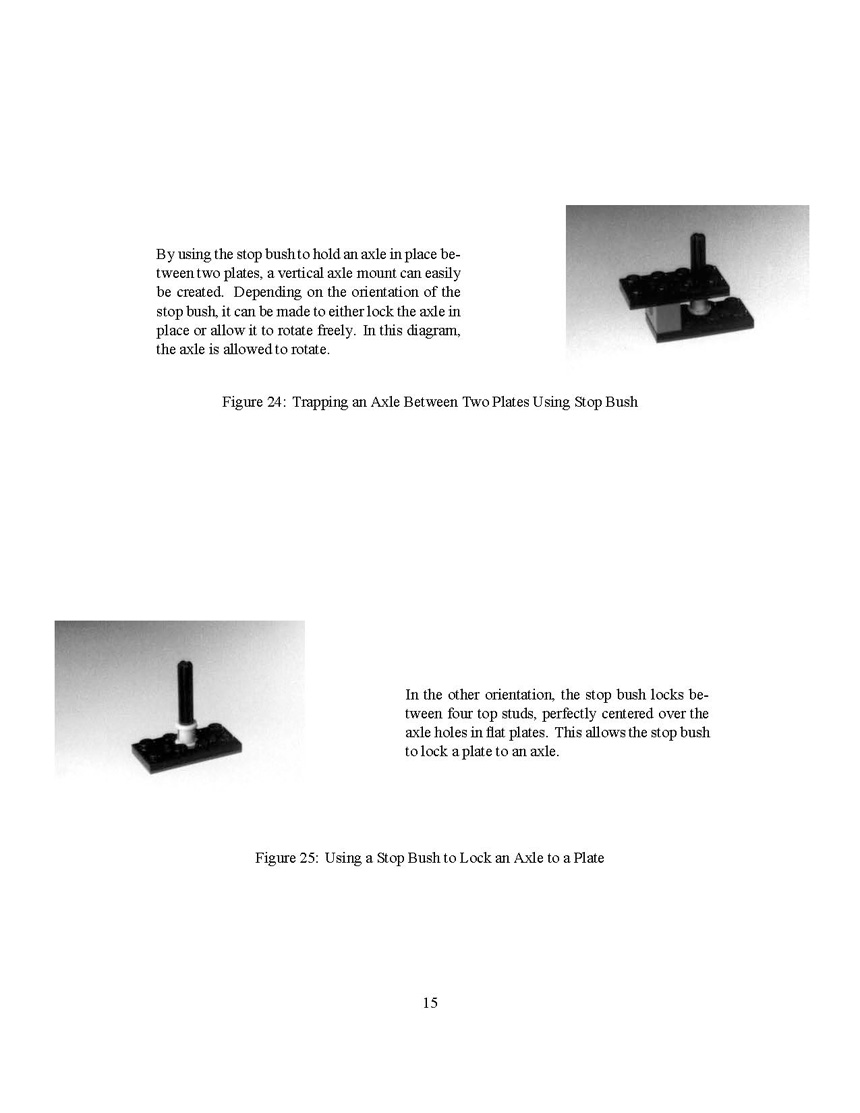 By using the stop bush to hold an axle in place be-
tween two plates, a vertical axle mount can easily
be created. Depending on the orientation of the
stop bush, it can be made to either lock the axle in
place or allow it to rotate freely. In this diagram,
the axle is allowed to rotate.
Figure 24: Trapping an Axle Between Two Plates Using Stop Bush
In the other orientation, the stop bush locks be-
tween four top studs, perfectly centered over the
axle holes in flat plates. This allows the stop bush
to lock a plate to an axle.
Figure 25: Using a Stop Bush to Lock an Axle to a Plate
15